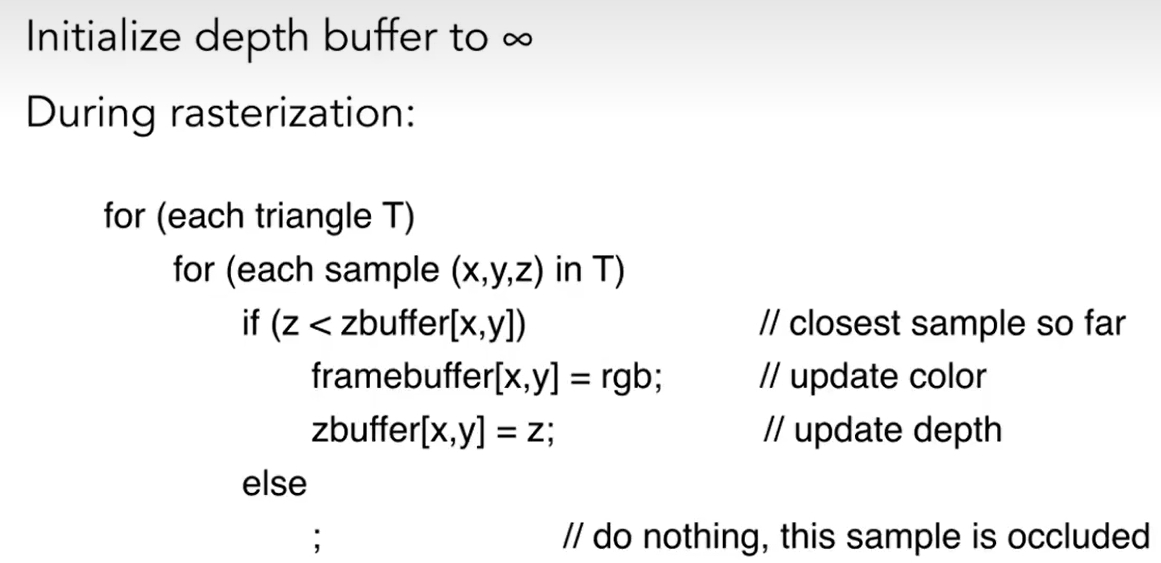 Initialize depth buffer to ∞
During rasterization:
for (each triangle T)
for (each sample (x,y,z) in T)
if (z < zbuffer[x,y]) // closest sample so far
framebuffer[x,y] = rgb; // update color
zbuffer[x,y] = z; // update depth
else
; // do nothing, this sample is occluded